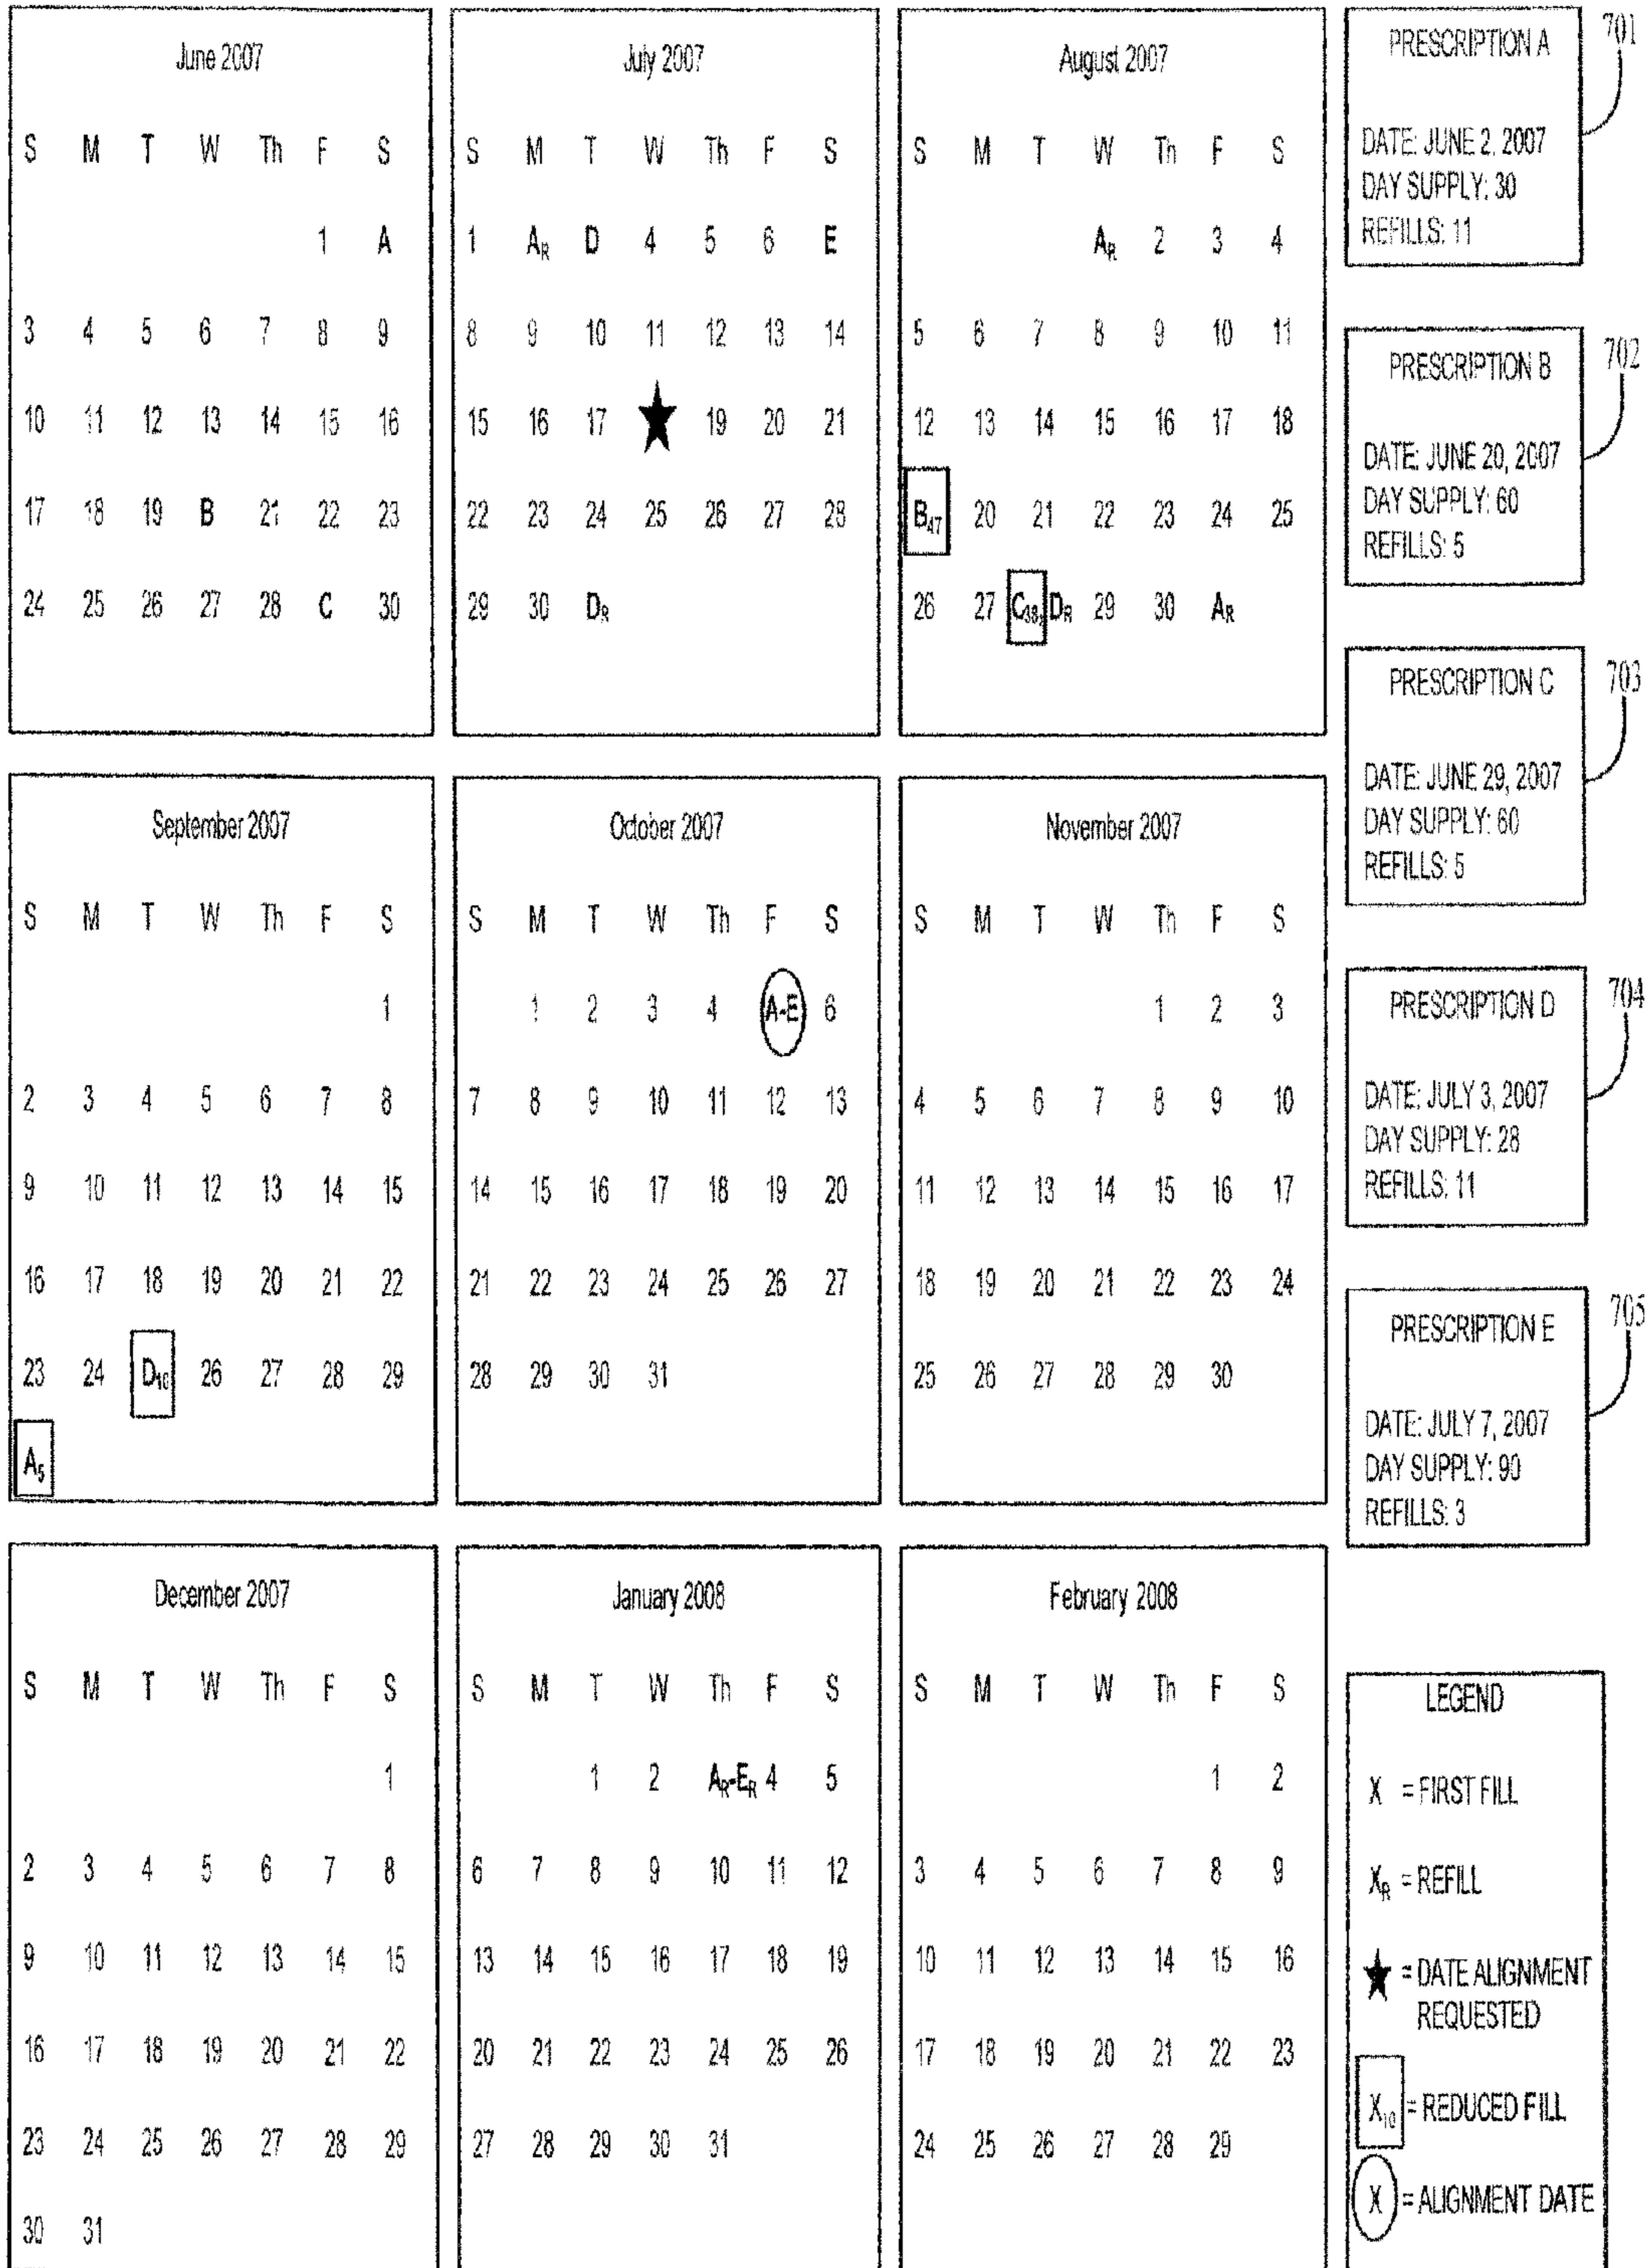 June 2007
S M T W Th F S
1 A
3 4 5 6 7 8 9
10 11 12 13 14 15 16
17 18 19 B 21 22 23
24 25 26 27 28 C 30
July 2007
S M T W Th F S
1 AR D 4 5 6 E
8 9 10 11 12 13 14
15 16 17 ★ 19 20 21
22 23 24 25 26 27 28
29 30 DR
August 2007
S M T W Th F S
AR 2 3 4
5 6 7 8 9 10 11
12 13 14 15 16 17 18
B47 20 21 22 23 24 25
26 27 C38, DR 29 30 AR
PRESCRIPTION A
DATE: JUNE 2, 2007
DAY SUPPLY: 30
REFILLS: 11
701
PRESCRIPTION B
DATE: JUNE 20, 2007
DAY SUPPLY: 60
REFILLS: 5
702
PRESCRIPTION C
DATE: JUNE 29, 2007
DAY SUPPLY: 60
REFILLS: 5
703
September 2007
S M T W Th F S
1
2 3 4 5 6 7 8
9 10 11 12 13 14 15
16 17 18 19 20 21 22
23 24 D10 26 27 28 29
A5
October 2007
S M T W Th F S
1 2 3 4 A-E 6
7 8 9 10 11 12 13
14 15 16 17 18 19 20
21 22 23 24 25 26 27
28 29 30 31
November 2007
S M T W Th F S
1 2 3
4 5 6 7 8 9 10
11 12 13 14 15 16 17
18 19 20 21 22 23 24
25 26 27 28 29 30
PRESCRIPTION D
DATE: JULY 3, 2007
DAY SUPPLY: 28
REFILLS: 11
704
PRESCRIPTION E
DATE: JULY 7, 2007
DAY SUPPLY: 90
REFILLS: 3
705
December 2007
S M T W Th F S
1
2 3 4 5 6 7 8
9 10 11 12 13 14 15
16 17 18 19 20 21 22
23 24 25 26 27 28 29
30 31
January 2008
S M T W Th F S
1 2 AR-ER 4 5
6 7 8 9 10 11 12
13 14 15 16 17 18 19
20 21 22 23 24 25 26
27 28 29 30 31
February 2008
S M T W Th F S
1 2
3 4 5 6 7 8 9
10 11 12 13 14 15 16
17 18 19 20 21 22 23
24 25 26 27 28 29
LEGEND
X = FIRST FILL
XR = REFILL
★ = DATE ALIGNMENT
REQUESTED
X10 = REDUCED FILL
X = ALIGNMENT DATE